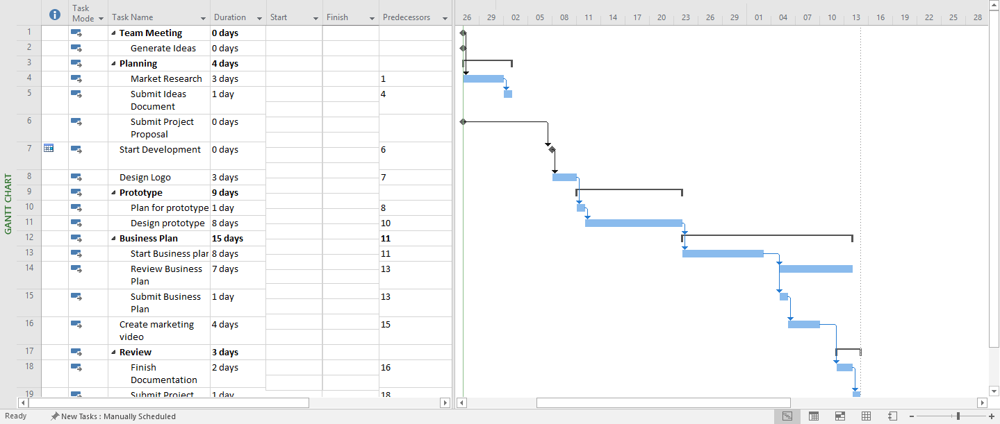 Task Mode Task Name Duration Start Finish Predecessors 26 29 02 05 08 11 14 17 20 23 26 29 01 04 07 10 13 16 19 22 25 28
1 Team Meeting 0 days
2 Generate Ideas 0 days
3 Planning 4 days
4 Market Research 3 days 1
5 Submit Ideas Document 1 day 4
6 Submit Project Proposal 0 days
7 Start Development 0 days 6
8 Design Logo 3 days 7
9 Prototype 9 days
10 Plan for prototype 1 day 8
11 Design prototype 8 days 10
12 Business Plan 15 days 11
13 Start Business plan 8 days 11
14 Review Business Plan 7 days 13
15 Submit Business Plan 1 day 13
16 Create marketing video 4 days 15
17 Review 3 days
18 Finish Documentation 2 days 16
19 Submit Project 1 day 18
GANTT CHART
Ready New Tasks : Manually Scheduled